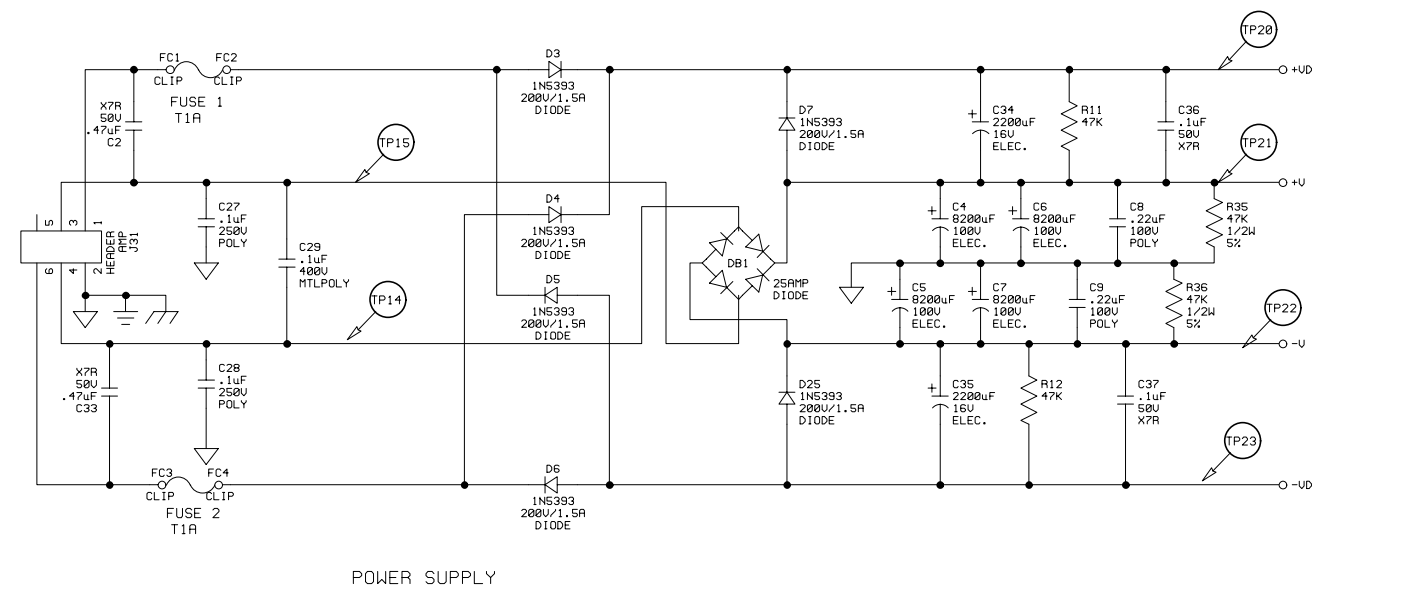 FC1 FC2
CLIP CLIP
FUSE 1
T1A
X7R
50V
.47uF
C2
TP15
D3
1N5393
200V/1.5A
DIODE
D7
1N5393
200V/1.5A
DIODE
C34
2200uF
16V
ELEC.
R11
47K
C36
.1uF
50V
X7R
TP20
+VD
TP21
+V
5 3 1
6 4 2
HEADER
AMP
J31
C27
.1uF
250V
POLY
C29
.1uF
400V
MTLPOLY
D4
1N5393
200V/1.5A
DIODE
D5
1N5393
200V/1.5A
DIODE
DB1
25AMP
DIODE
C4
8200uF
100V
ELEC.
C6
8200uF
100V
ELEC.
C8
.22uF
100V
POLY
R35
47K
1/2W
5%
C5
8200uF
100V
ELEC.
C7
8200uF
100V
ELEC.
C9
.22uF
100V
POLY
R36
47K
1/2W
5%
TP14
TP22
-V
X7R
50V
.47uF
C33
C28
.1uF
250V
POLY
D25
1N5393
200V/1.5A
DIODE
C35
2200uF
16V
ELEC.
R12
47K
C37
.1uF
50V
X7R
TP23
-VD
FC3 FC4
CLIP CLIP
FUSE 2
T1A
D6
1N5393
200V/1.5A
DIODE
POWER SUPPLY